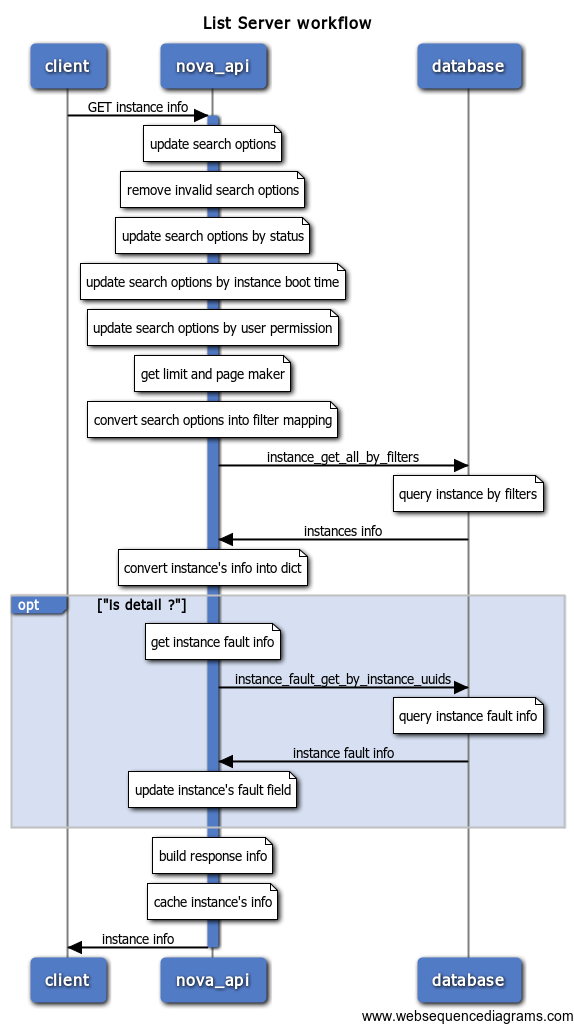 List Server workflow
client
nova_api
database
GET instance info
update search options
remove invalid search options
update search options by status
update search options by instance boot time
update search options by user permission
get limit and page maker
convert search options into filter mapping
instance_get_all_by_filters
query instance by filters
instances info
convert instance's info into dict
opt
["Is detail ?"]
get instance fault info
instance_fault_get_by_instance_uuids
query instance fault info
instance fault info
update instance's fault field
build response info
cache instance's info
instance info
client
nova_api
database
www.websequencediagrams.com